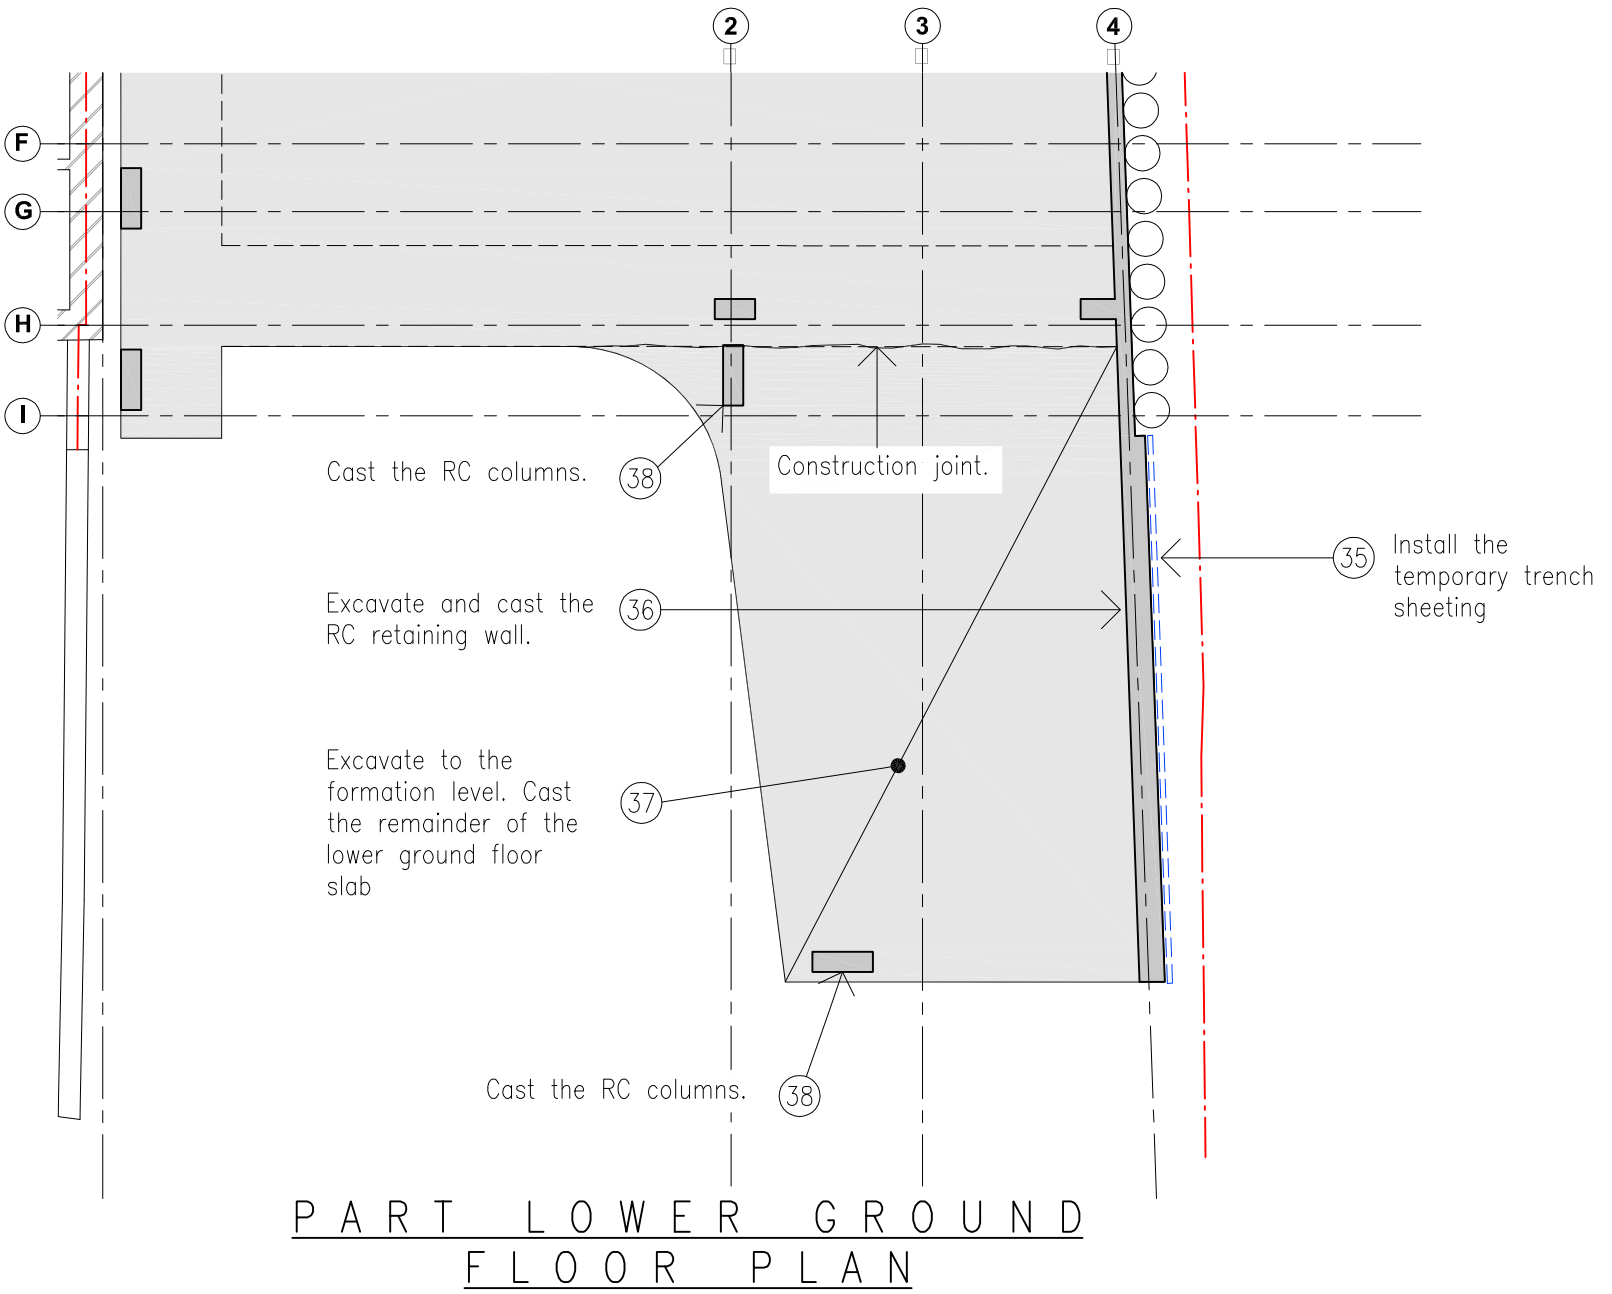 2
3
4
F
G
H
I
Cast the RC columns.
38
Construction joint.
35
Install the
temporary trench
sheeting
Excavate and cast the
RC retaining wall.
36
Excavate to the
formation level. Cast
the remainder of the
lower ground floor
slab
37
Cast the RC columns.
38
PART LOWER GROUND
FLOOR PLAN